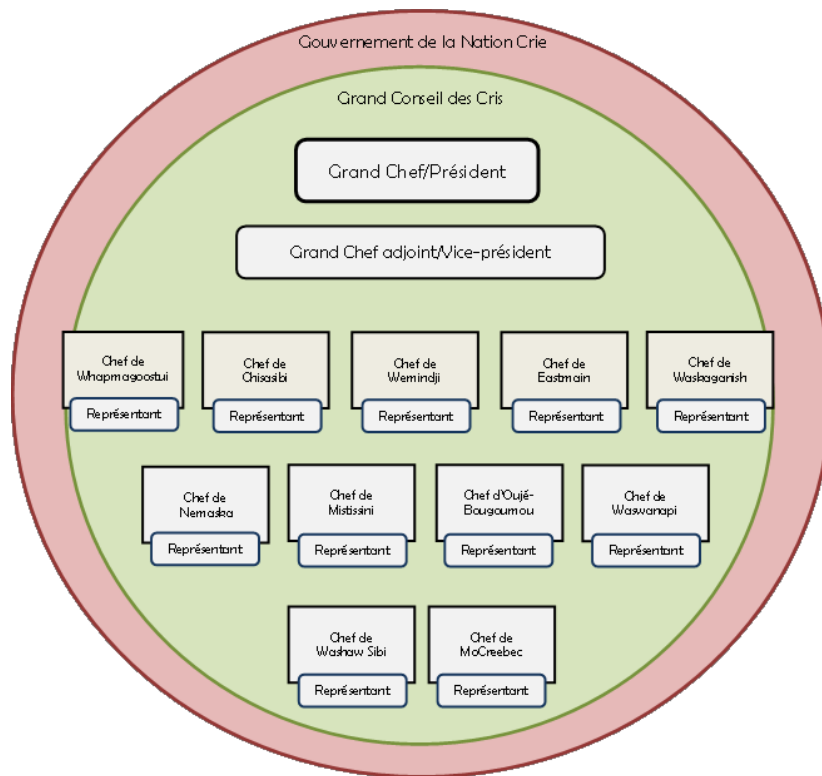 Gouvernement de la Nation Crie
Grand Conseil des Cris
Grand Chef/Président
Grand Chef adjoint/Vice-président
Chef de
Whapmagoostui
Représentant
Chef de
Chisasibi
Représentant
Chef de
Wemindji
Représentant
Chef de
Eastmain
Représentant
Chef de
Waskaganish
Représentant
Chef de
Nemaska
Représentant
Chef de
Mistissini
Représentant
Chef d'Oujé-
Bougoumou
Représentant
Chef de
Waswanapi
Représentant
Chef de
Washaw Sibi
Représentant
Chef de
MoCreebec
Représentant